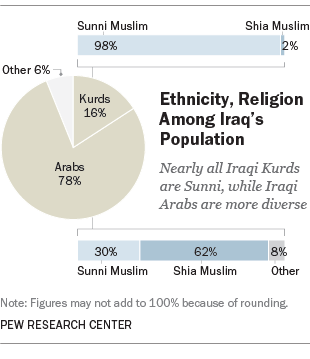 Sunni Muslim Shia Muslim
98% 2%
Other 6%
Kurds
16%
Arabs
78%
Ethnicity, Religion
Among Iraq's
Population
Nearly all Iraqi Kurds
are Sunni, while Iraqi
Arabs are more diverse
30% 62% 8%
Sunni Muslim Shia Muslim Other
Note: Figures may not add to 100% because of rounding.
PEW RESEARCH CENTER